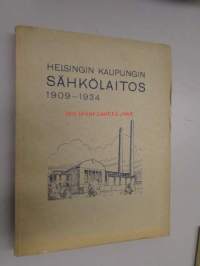 HELSINGIN KAUPUNGIN
SÄHKÖLAITOS
1909–1934